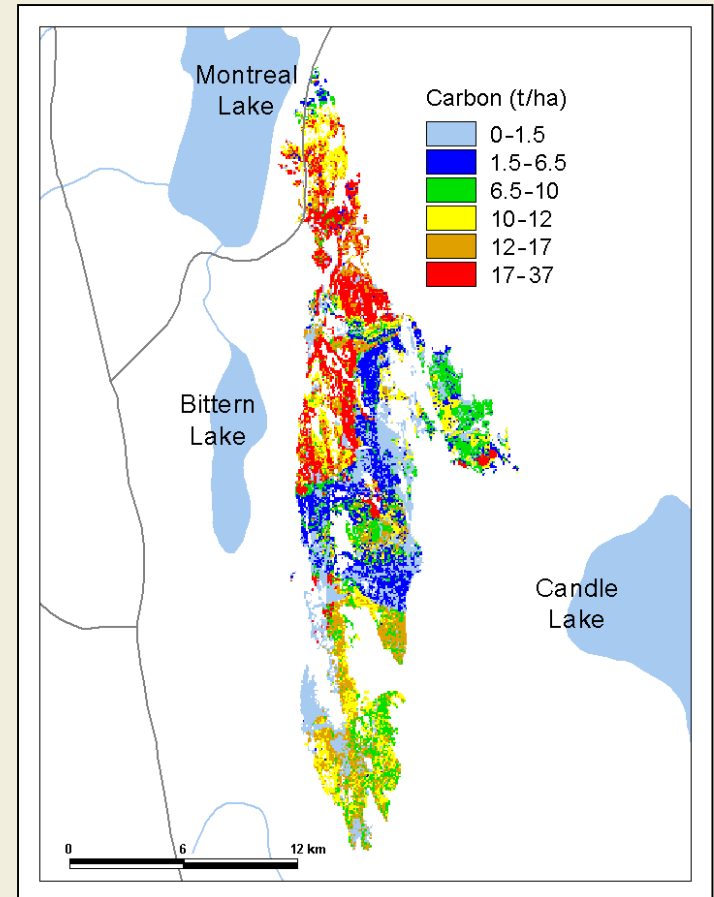 Montreal
Lake
Carbon (t/ha)
0-1.5
1.5-6.5
6.5-10
10-12
12-17
17-37
Bittern
Lake
Candle
Lake
0 6 12 km